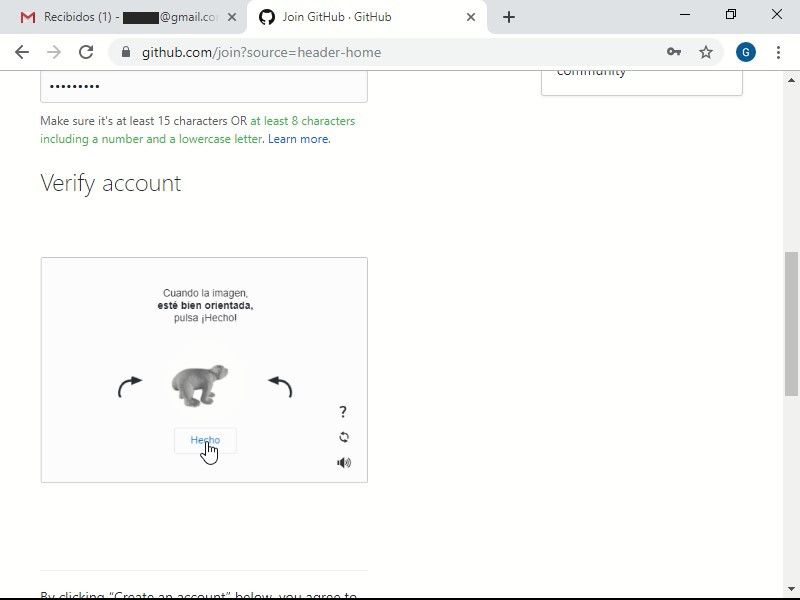 Recibidos (1) - @gmail.co
Join GitHub · GitHub
github.com/join?source=header-home
G
community
•••••••••
Make sure it's at least 15 characters OR at least 8 characters
including a number and a lowercase letter. Learn more.
Verify account
Cuando la imagen,
esté bien orientada,
pulsa ¡Hecho!
?
Hecho
By clicking “Create an account” below, you agree to